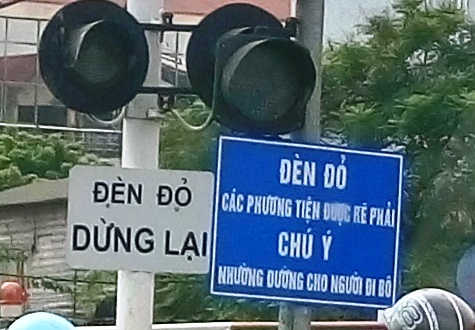 ĐÈN ĐỎ
DỪNG LẠI
ĐÈN ĐỎ
CÁC PHƯƠNG TIỆN ĐƯỢC RẼ PHẢI
CHÚ Ý
NHƯỜNG ĐƯỜNG CHO NGƯỜI ĐI BỘ